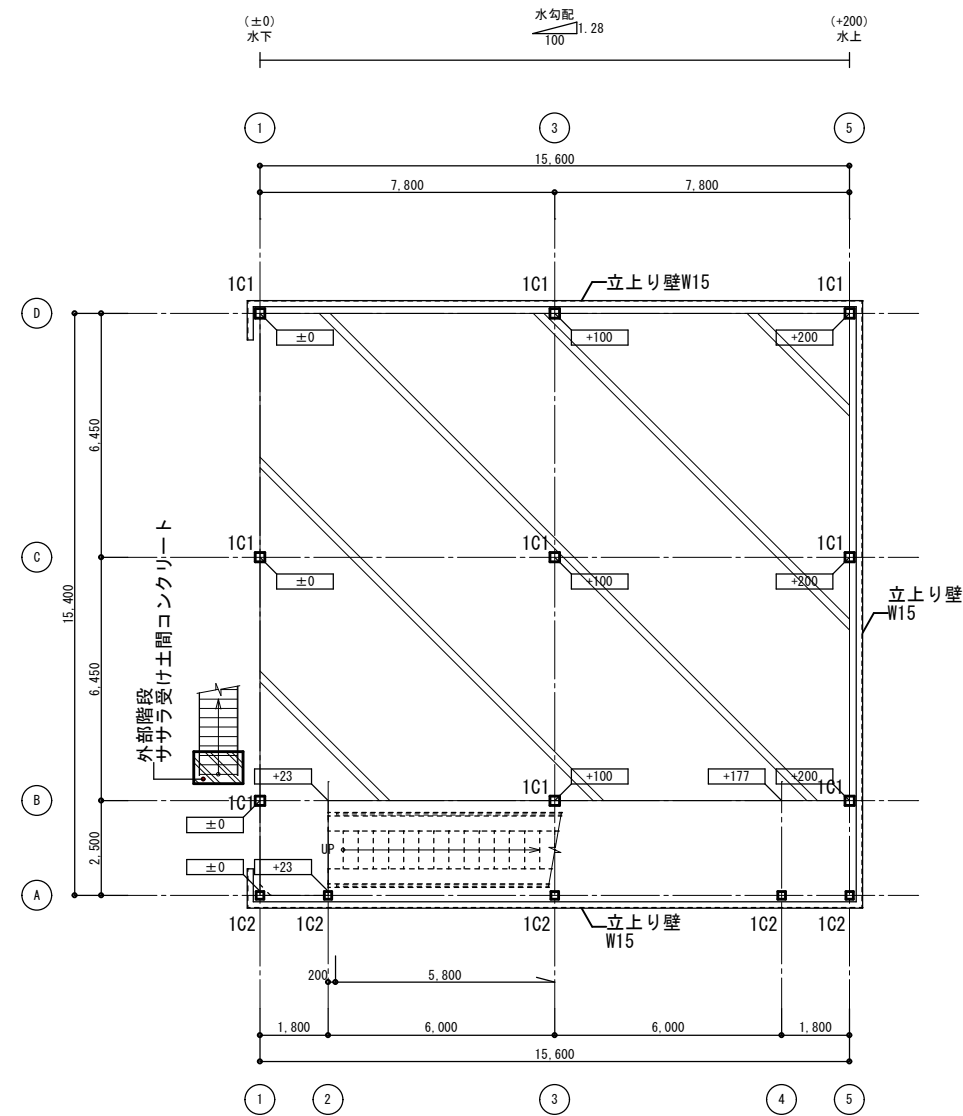 (±0)
水下
水勾配
1.28
100
(+200)
水上
1
3
5
15,600
7,800
7,800
1C1
1C1
立上り壁W15
1C1
D
±0
+100
+200
6,450
1C1
1C1
1C1
C
±0
+100
+200
15,400
立上り壁
W15
6,450
外部階段
ササラ受け土間コンクリート
+23
+100
+177
+200
1C1
1C1
1C1
B
±0
2,500
UP
±0
+23
A
1C2
1C2
1C2
立上り壁
W15
1C2
1C2
200
5,800
1,800
6,000
6,000
1,800
15,600
1
2
3
4
5